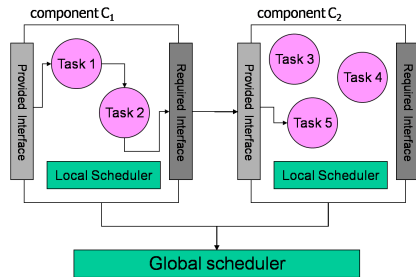 component C1
component C2
Provided Interface
Task 1
Task 2
Required Interface
Local Scheduler
Provided Interface
Task 3
Task 4
Task 5
Required Interface
Local Scheduler
Global scheduler